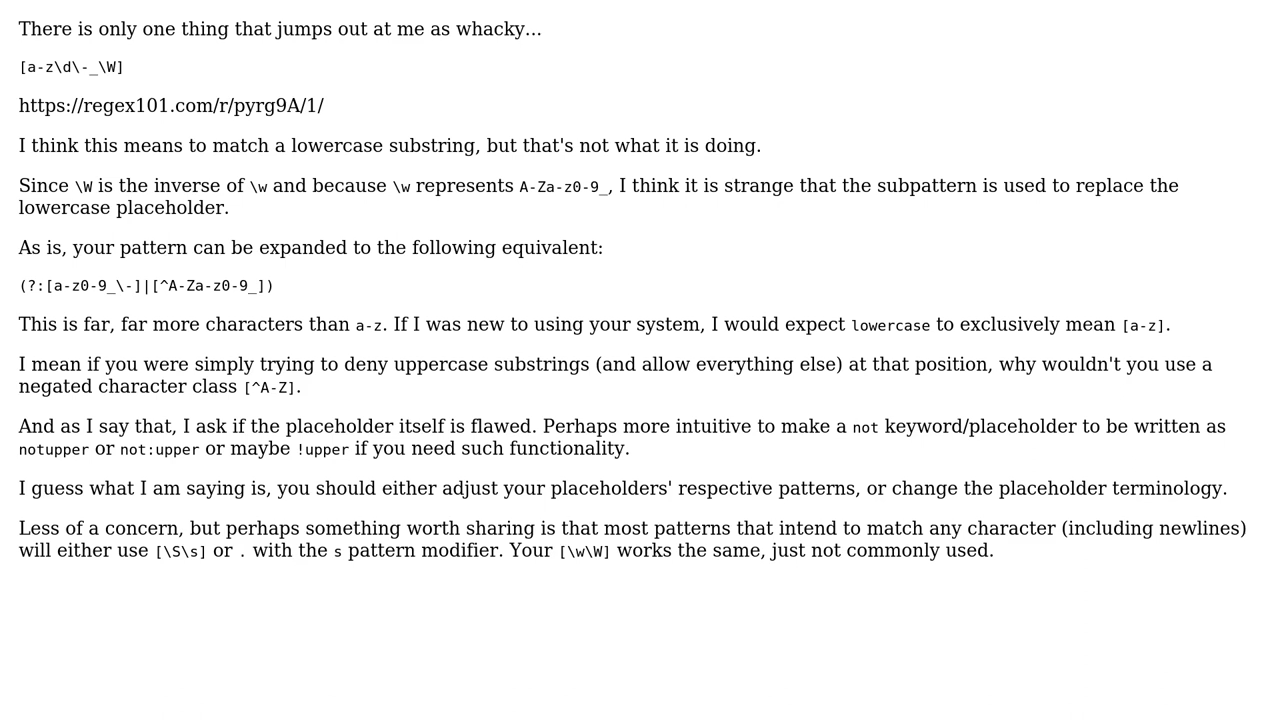 There is only one thing that jumps out at me as whacky...
[a-z\d\-_\W]
https://regex101.com/r/pyrg9A/1/
I think this means to match a lowercase substring, but that's not what it is doing.
Since \W is the inverse of \w and because \w represents A-Za-z0-9_, I think it is strange that the subpattern is used to replace the
lowercase placeholder.
As is, your pattern can be expanded to the following equivalent:
(?:[a-z0-9_\-]|[^A-Za-z0-9_])
This is far, far more characters than a-z. If I was new to using your system, I would expect lowercase to exclusively mean [a-z].
I mean if you were simply trying to deny uppercase substrings (and allow everything else) at that position, why wouldn't you use a
negated character class [^A-Z].
And as I say that, I ask if the placeholder itself is flawed. Perhaps more intuitive to make a not keyword/placeholder to be written as
notupper or not:upper or maybe !upper if you need such functionality.
I guess what I am saying is, you should either adjust your placeholders' respective patterns, or change the placeholder terminology.
Less of a concern, but perhaps something worth sharing is that most patterns that intend to match any character (including newlines)
will either use [\S\s] or . with the s pattern modifier. Your [\w\W] works the same, just not commonly used.